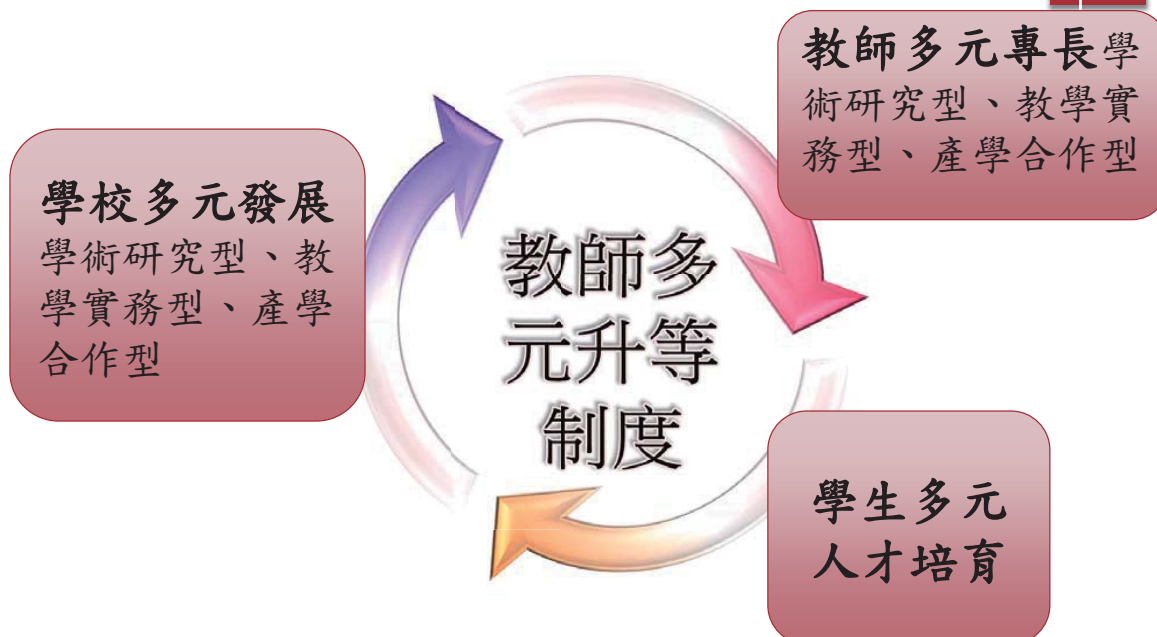 教師多元專長學
術研究型、教學實
務型、產學合作型
學校多元發展
學術研究型、教
學實務型、產學
合作型
教師多
元升等
制度
學生多元
人才培育